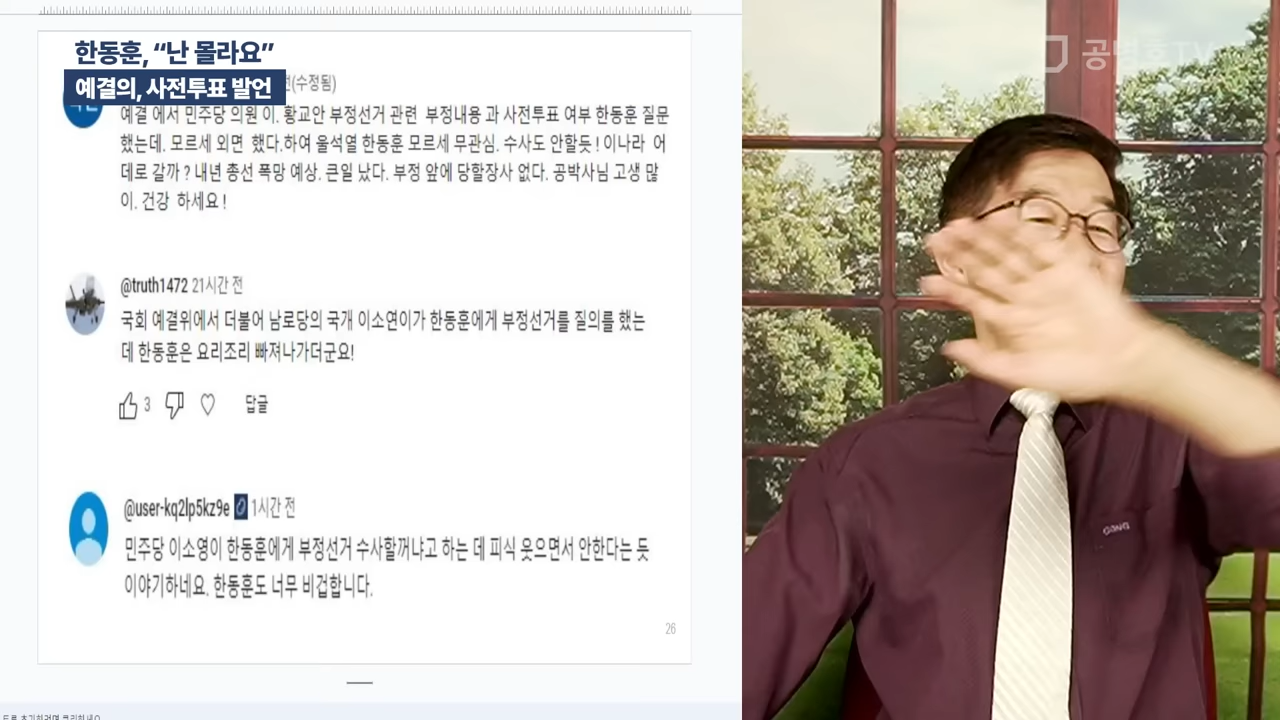 한동훈, “난 몰라요”
공병호TV
예결의, 사전투표 발언
전(수정됨)
예결 에서 민주당 의원 이. 황교안 부정선거 관련 부정내용 과 사전투표 여부 한동훈 질문
했는데. 모르세 외면 했다.하여 윤석열 한동훈 모르세 무관심. 수사도 안할듯 ! 이나라 어
데로 갈까 ? 내년 총선 폭망 예상. 큰일 났다. 부정 앞에 당할장사 없다. 공박사님 고생 많
이. 건강 하세요 !
@truth1472 21시간 전
국회 예결위에서 더불어 남로당의 국개 이소연이가 한동훈에게 부정선거를 질의를 했는
데 한동훈은 요리조리 빠져나가더군요!
3
답글
@user-kq2lp5kz9e 1시간 전
민주당 이소영이 한동훈에게 부정선거 수사할꺼냐고 하는 데 피식 웃으면서 안한다는 듯
이야기하네요. 한동훈도 너무 비겁합니다.
GONG
26